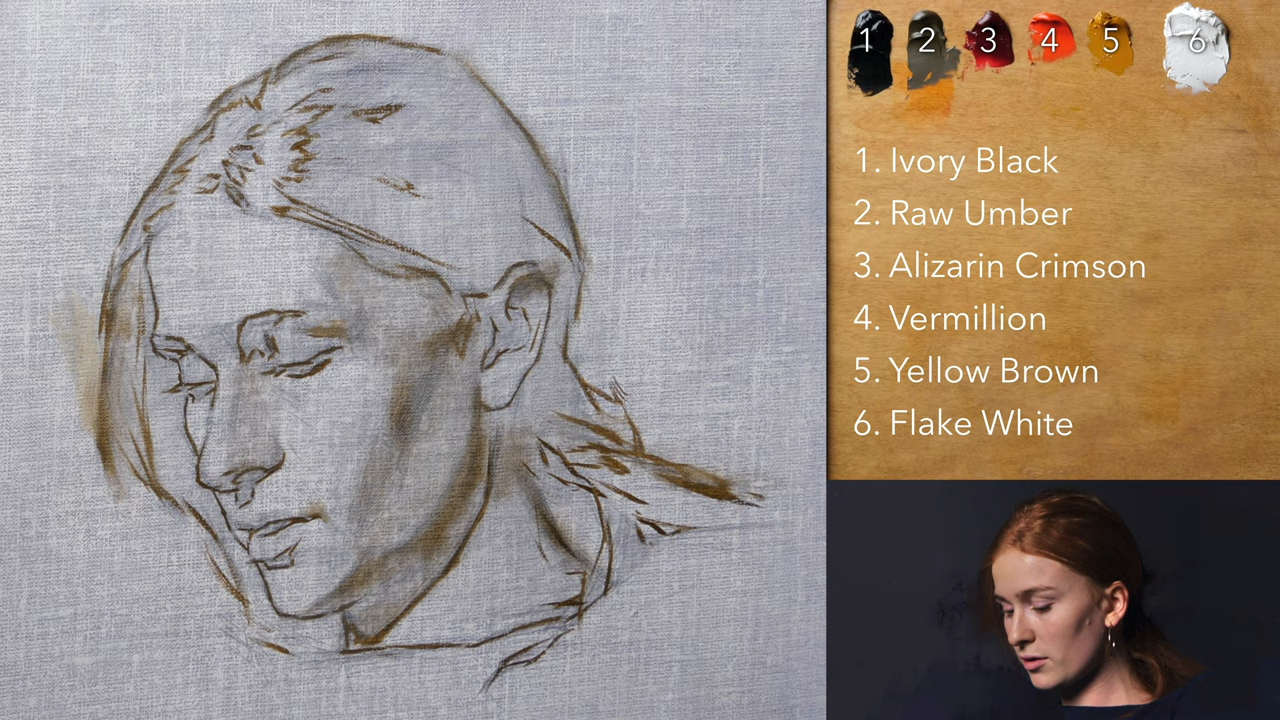 1 2 3 4 5 6
1. Ivory Black
2. Raw Umber
3. Alizarin Crimson
4. Vermillion
5. Yellow Brown
6. Flake White